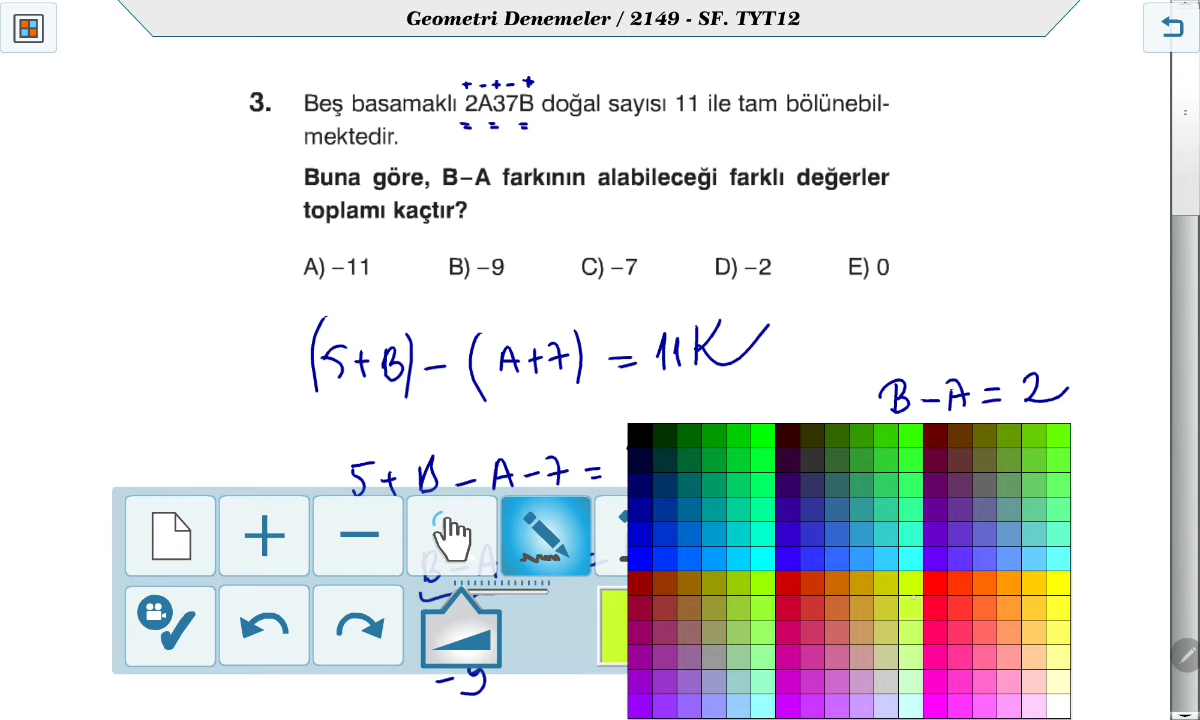 Geometri Denemeler / 2149 - SF. TYT12
+ - + - +
3. Beş basamaklı 2A37B doğal sayısı 11 ile tam bölünebil-
mektedir.
Buna göre, B–A farkının alabileceği farklı değerler
toplamı kaçtır?
A) –11 B) –9 C) –7 D) –2 E) 0
(5+B) – (A+7) = 11K
B – A = 2
5+B – A – 7 =
B – A =
-9